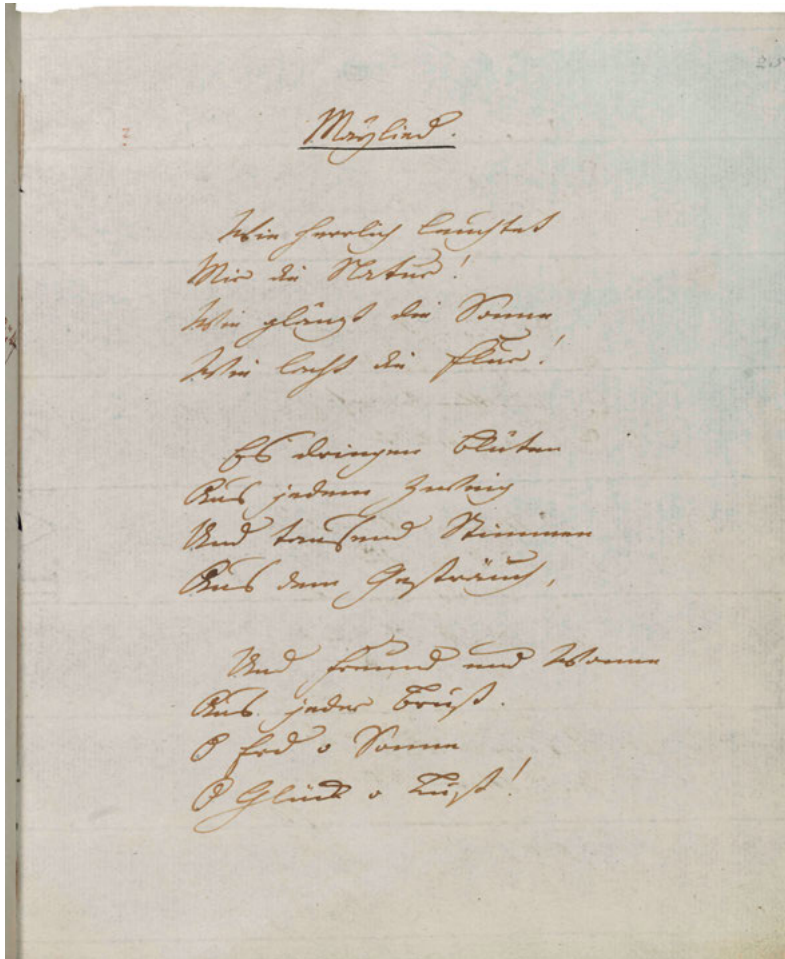 Maylied.
Wie herrlich leuchtet
Mir die Natur!
Wie glänzt die Sonne
Wie lacht die Flur!
Es dringen Blüten
Aus jedem Zweig
Und tausend Stimmen
Aus dem Gesträuch,
Und Freud und Wonne
Aus jeder Brust.
O Erd o Sonne
O Glück o Lust!